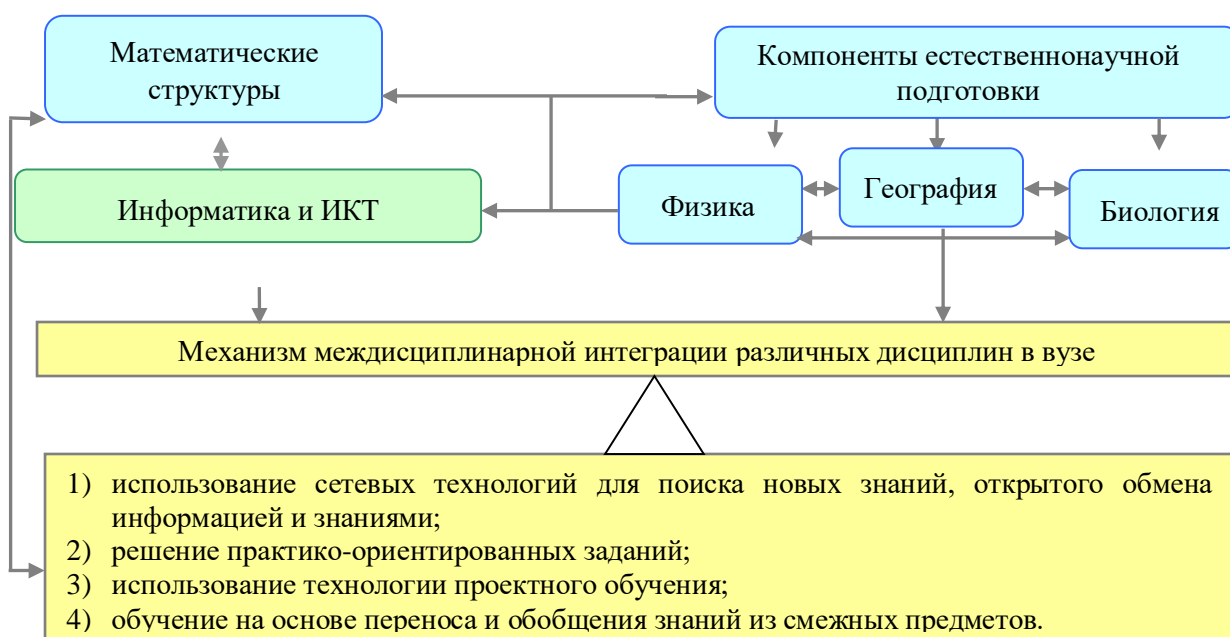 Математические
структуры
Компоненты естественнонаучной
подготовки
Информатика и ИКТ
Физика
География
Биология
Механизм междисциплинарной интеграции различных дисциплин в вузе
1) использование сетевых технологий для поиска новых знаний, открытого обмена
информацией и знаниями;
2) решение практико-ориентированных заданий;
3) использование технологии проектного обучения;
4) обучение на основе переноса и обобщения знаний из смежных предметов.